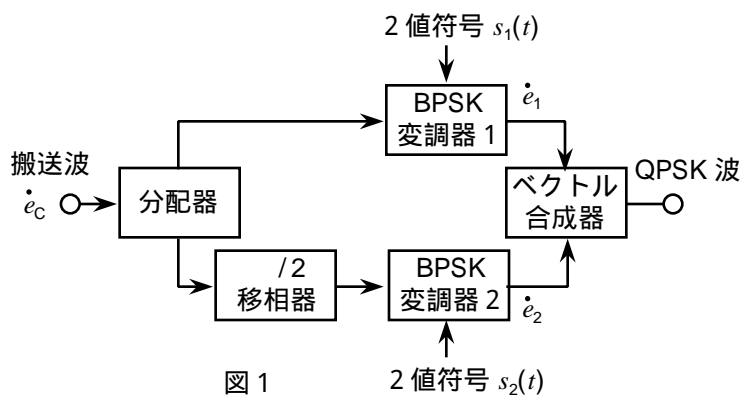 2 値符号 s₁(t)
BPSK
変調器 1
ė₁
搬送波
ė_C
分配器
ベクトル
合成器
QPSK 波
/2
移相器
BPSK
変調器 2
ė₂
図 1
2 値符号 s₂(t)